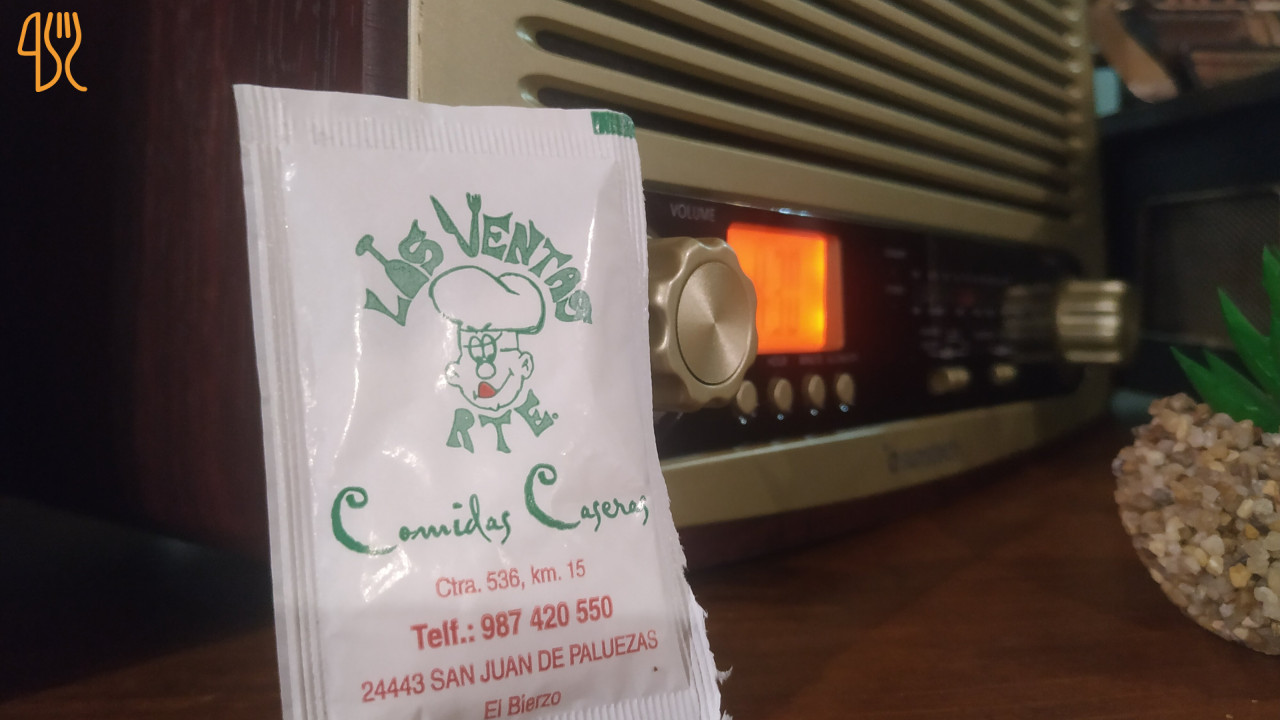 LAS VENTAS
RTE.
Comidas Caseras
Ctra. 536, km. 15
Telf.: 987 420 550
24443 SAN JUAN DE PALUEZAS
El Bierzo
VOLUME